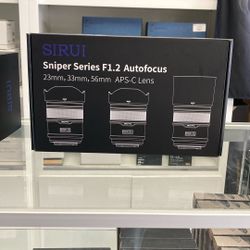 SIRUI
Sniper Series F1.2 Autofocus
23mm,33mm,56mm APS-C Lens